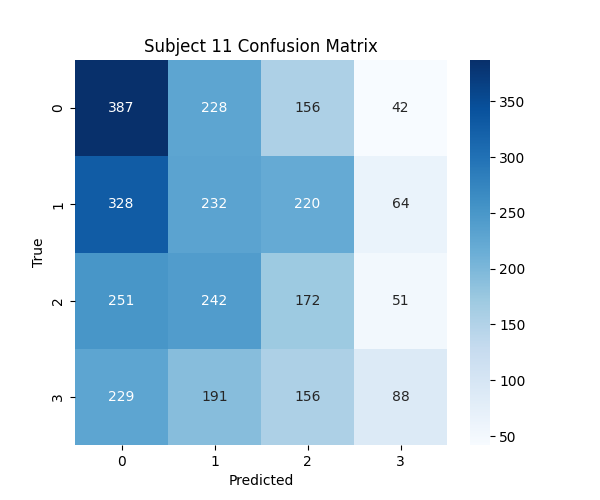 Subject 11 Confusion Matrix
0 387 228 156 42
1 328 232 220 64
2 251 242 172 51
3 229 191 156 88
0 1 2 3
True
Predicted
350
300
250
200
150
100
50